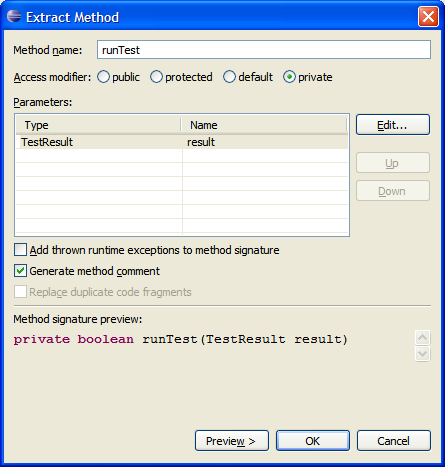 Extract Method
Method name: runTest
Access modifier: public protected default private
Parameters:
Type Name
TestResult result
Edit...
Up
Down
Add thrown runtime exceptions to method signature
Generate method comment
Replace duplicate code fragments
Method signature preview:
private boolean runTest(TestResult result)
Preview > OK Cancel